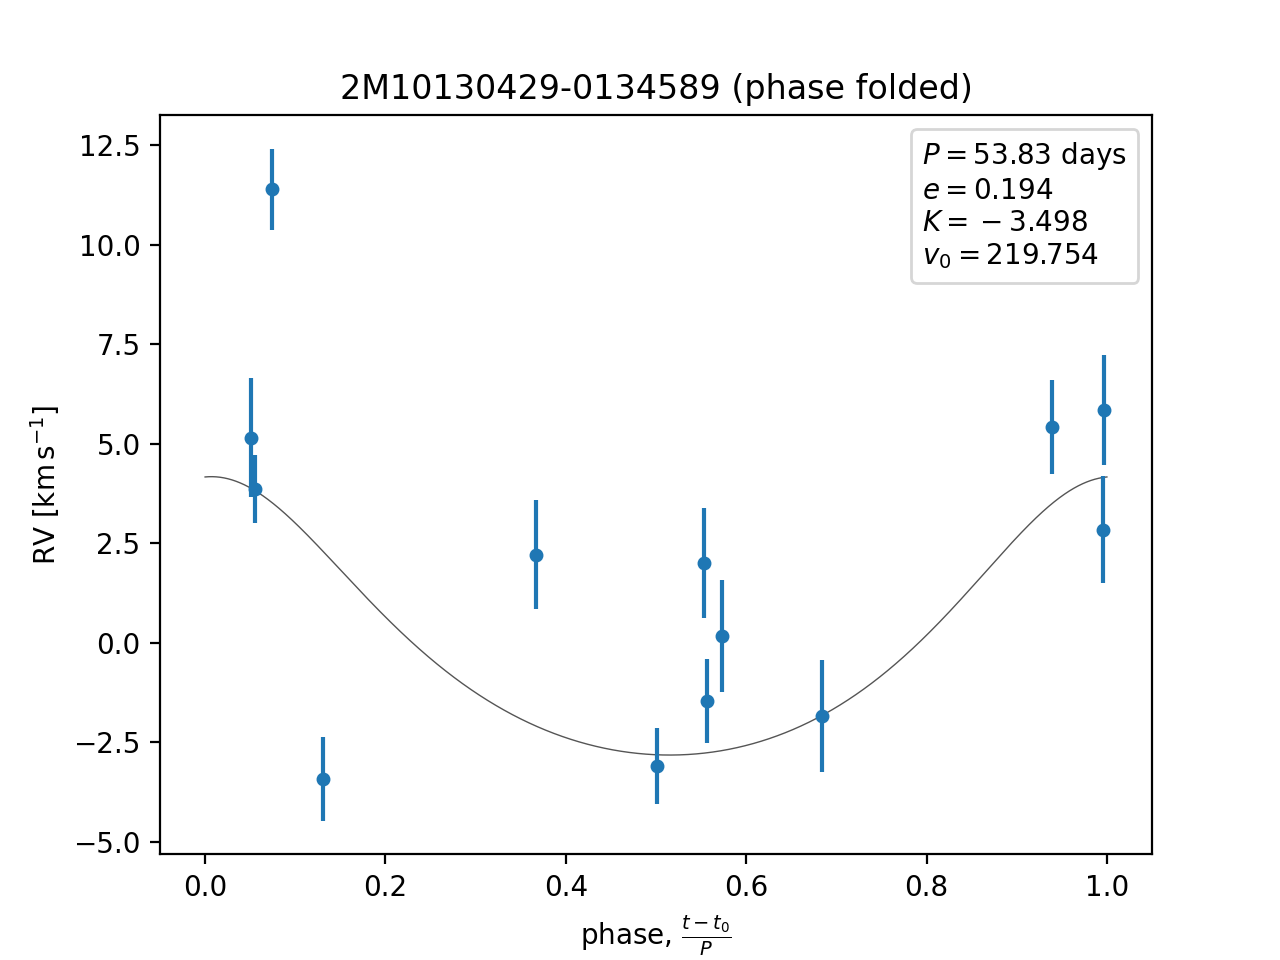 2M10130429-0134589 (phase folded)
P = 53.83 days
e = 0.194
K = − 3.498
v₀ = 219.754
12.5
10.0
7.5
5.0
2.5
0.0
−2.5
−5.0
RV [km s⁻¹]
0.0 0.2 0.4 0.6 0.8 1.0
phase, (t − t₀)/P